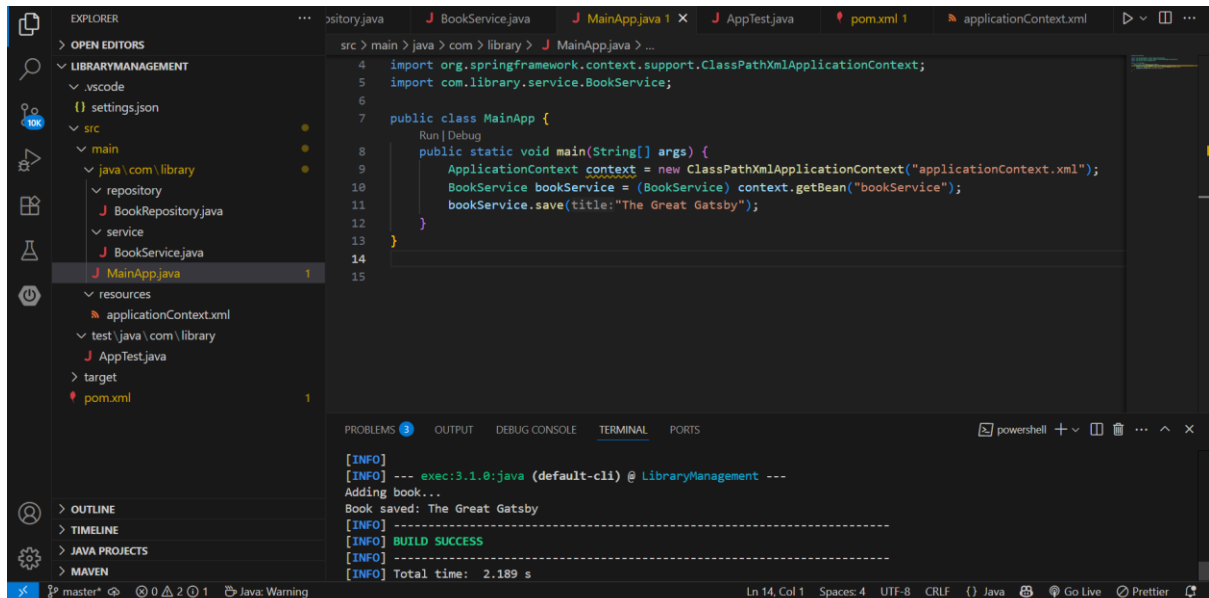 EXPLORER
OPEN EDITORS
LIBRARYMANAGEMENT
.vscode
{} settings.json
src
main
java\com\library
repository
J BookRepository.java
service
J BookService.java
J MainApp.java 1
resources
applicationContext.xml
test\java\com\library
J AppTest.java
target
pom.xml 1
OUTLINE
TIMELINE
JAVA PROJECTS
MAVEN
10K
ository.java J BookService.java J MainApp.java 1 J AppTest.java pom.xml 1 applicationContext.xml
src > main > java > com > library > J MainApp.java > ...
4 import org.springframework.context.support.ClassPathXmlApplicationContext;
5 import com.library.service.BookService;
6
7 public class MainApp {
Run | Debug
8 public static void main(String[] args) {
9 ApplicationContext context = new ClassPathXmlApplicationContext("applicationContext.xml");
10 BookService bookService = (BookService) context.getBean("bookService");
11 bookService.save(title:"The Great Gatsby");
12 }
13 }
14
15
PROBLEMS 3 OUTPUT DEBUG CONSOLE TERMINAL PORTS powershell
[INFO]
[INFO] --- exec:3.1.0:java (default-cli) @ LibraryManagement ---
Adding book...
Book saved: The Great Gatsby
[INFO] ------------------------------------------------------------------------
[INFO] BUILD SUCCESS
[INFO] ------------------------------------------------------------------------
[INFO] Total time:  2.189 s
master* 0 2 1 Java: Warning Ln 14, Col 1 Spaces: 4 UTF-8 CRLF {} Java Go Live Prettier